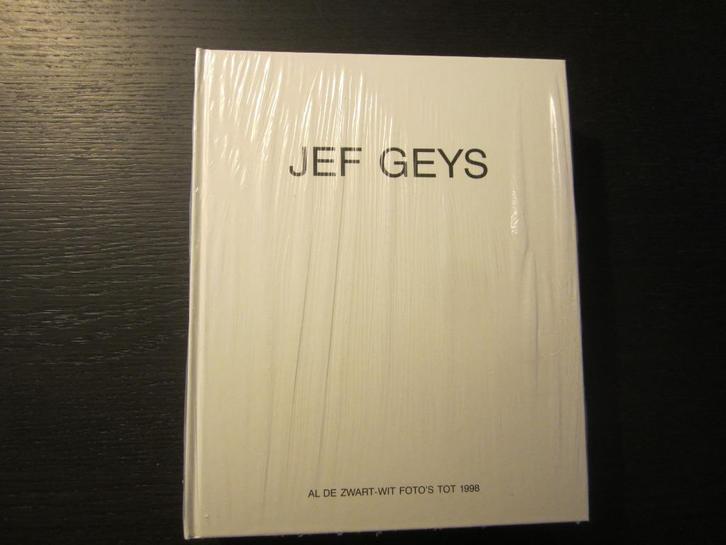 JEF GEYS
AL DE ZWART-WIT FOTO'S TOT 1998